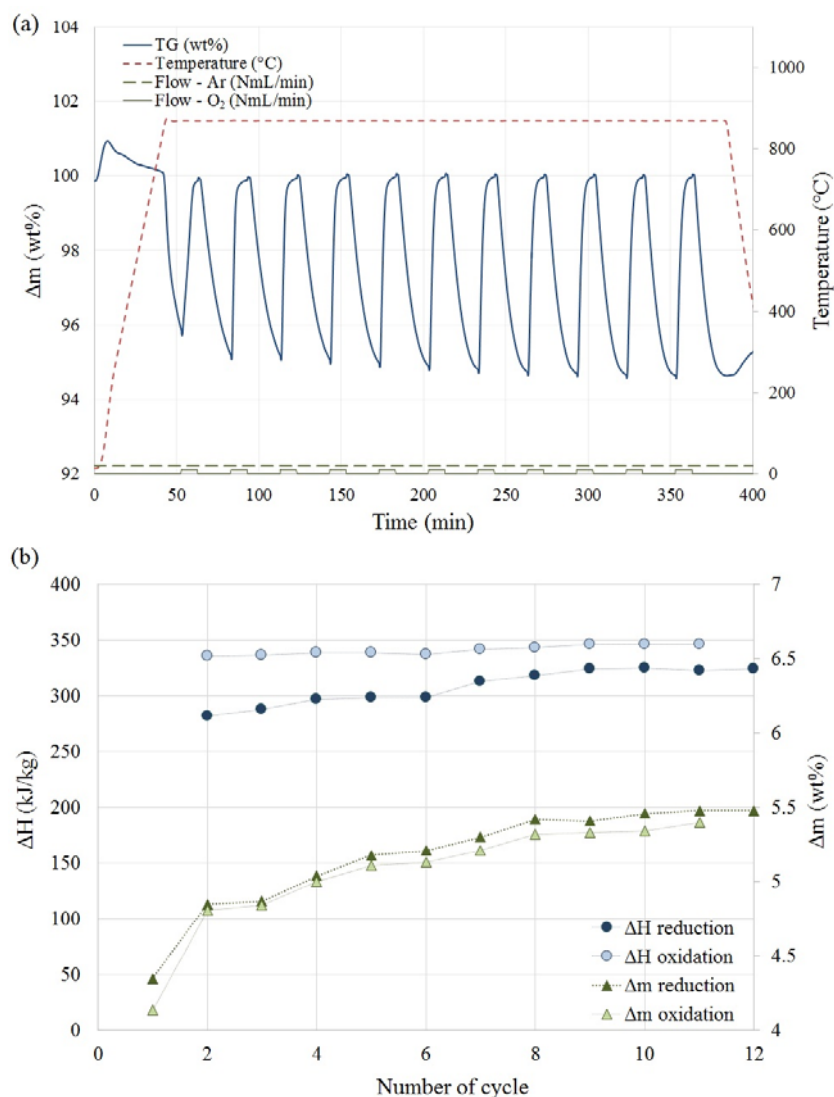 (a)
104
102
100
98
96
94
92
Δm (wt%)
TG (wt%)
Temperature (°C)
Flow - Ar (NmL/min)
Flow - O₂ (NmL/min)
1000
800
600
400
200
0
Temperature (°C)
0 50 100 150 200 250 300 350 400
Time (min)
(b)
400
350
300
250
200
150
100
50
0
ΔH (kJ/kg)
7
6.5
6
5.5
5
4.5
4
Δm (wt%)
ΔH reduction
ΔH oxidation
Δm reduction
Δm oxidation
0 2 4 6 8 10 12
Number of cycle